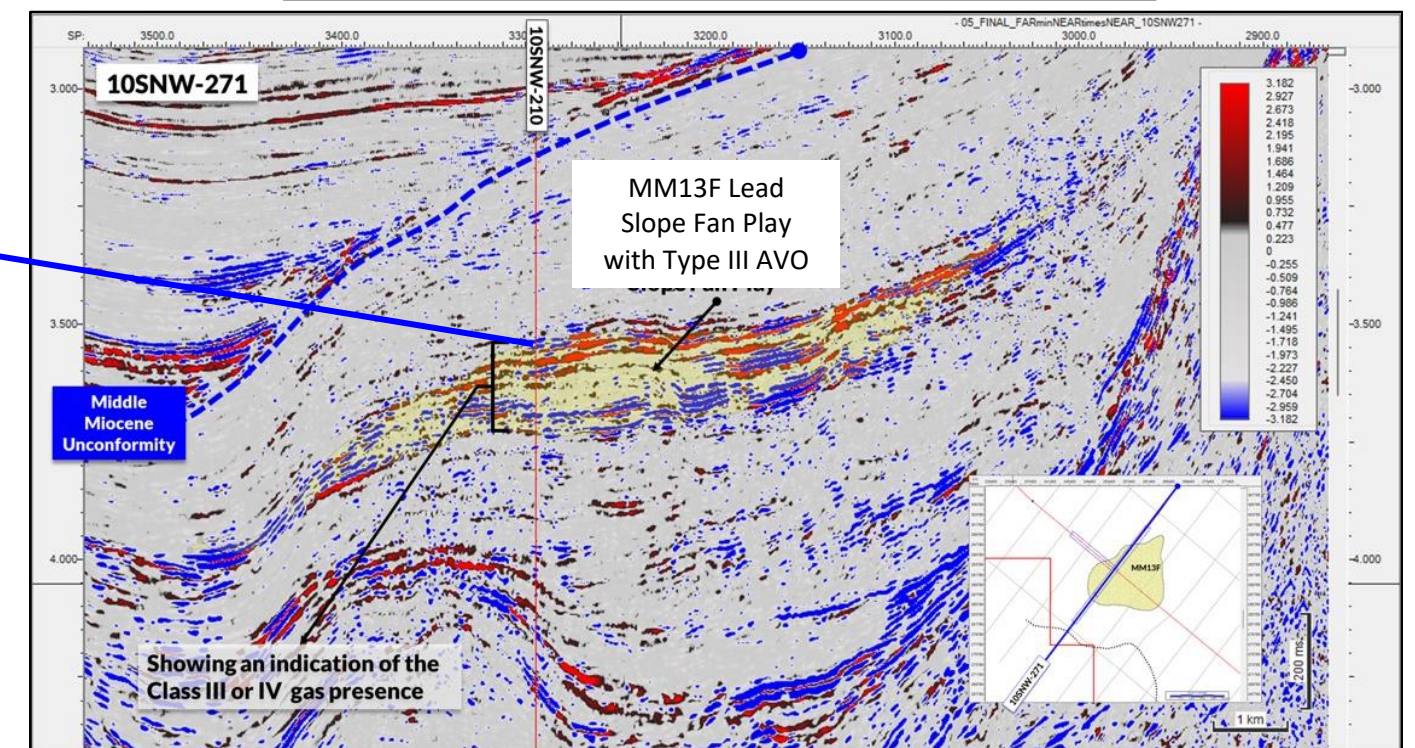 - 05_FINAL_FARminNEARtimesNEAR_10SNW271 -
SP: 3500.0 3400.0 3200.0 3100.0 3000.0 2900.0
10SNW-210
10SNW-271
3.000
3.500
4.000
MM13F Lead
Slope Fan Play
with Type III AVO
Middle
Miocene
Unconformity
Showing an indication of the
Class III or IV gas presence
3.182
2.927
2.673
2.418
2.195
1.941
1.686
1.464
1.209
0.955
0.732
0.477
0.223
0
-0.255
-0.509
-0.764
-0.986
-1.241
-1.495
-1.718
-1.973
-2.227
-2.450
-2.704
-2.959
-3.182
-3.000
-3.500
-4.000
MM13F
10SNW-271
200 ms
1 km